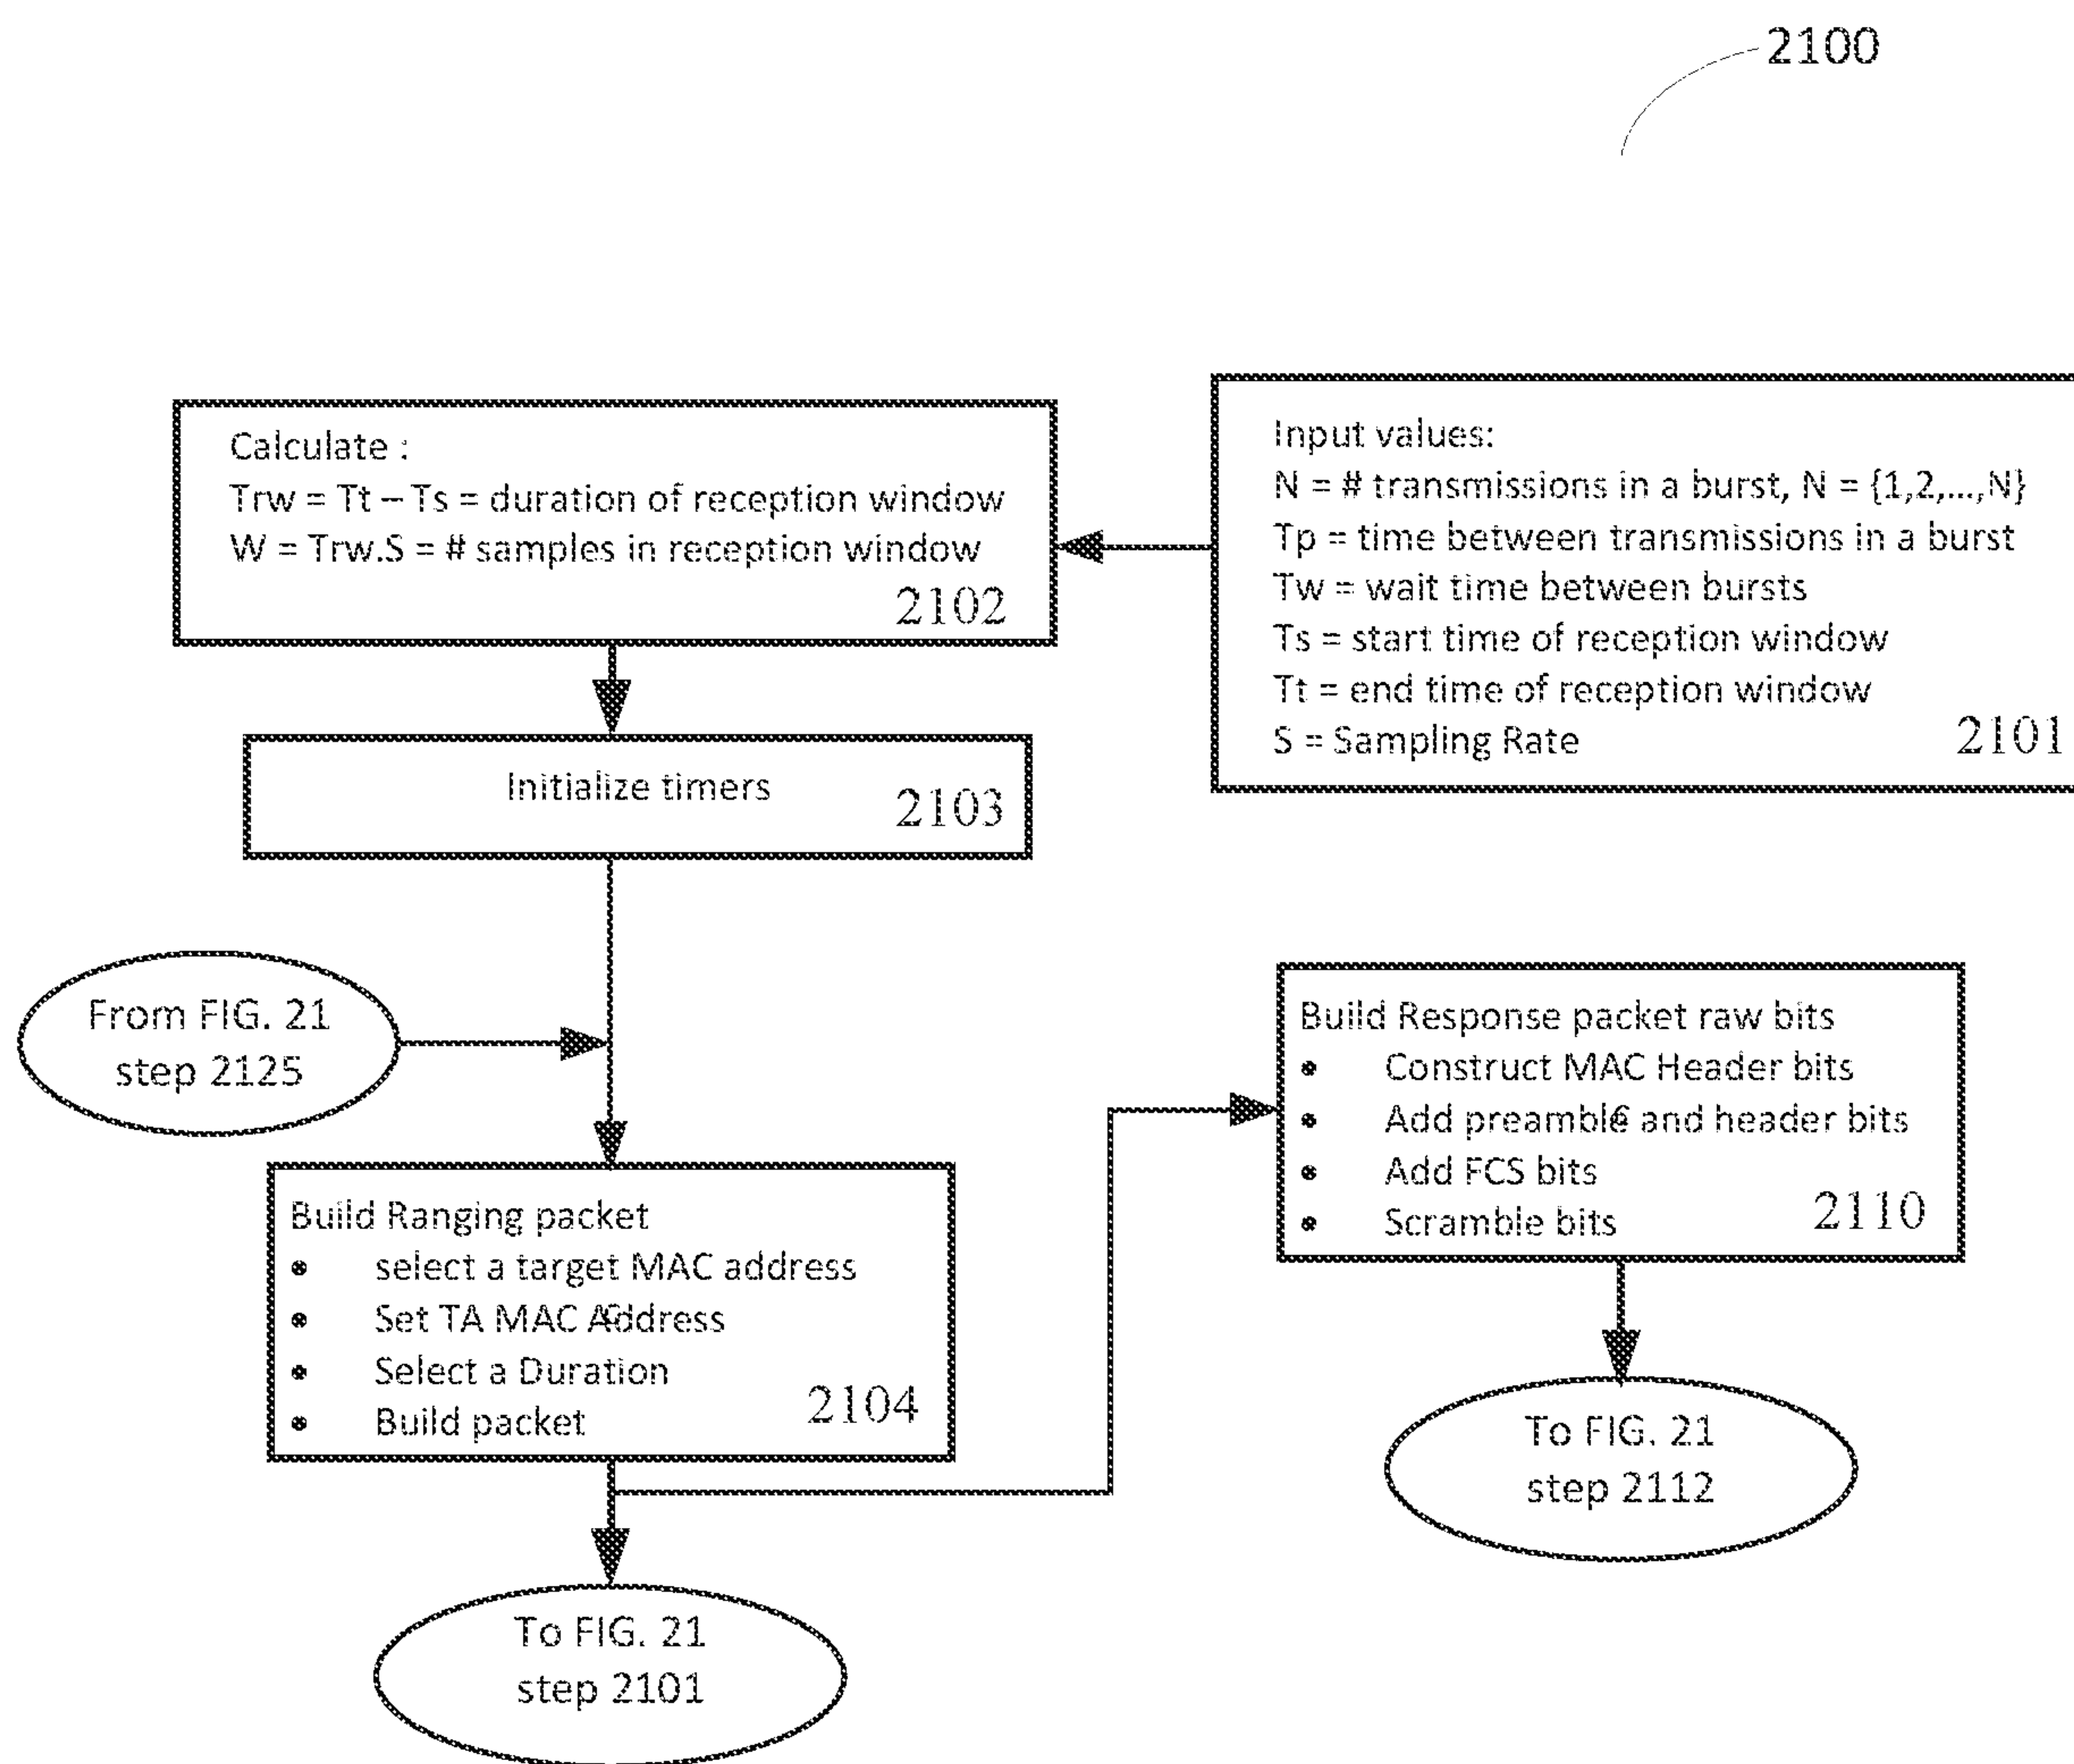 2100
Input values:
N = # transmissions in a burst, N = {1,2,...,N}
Tp = time between transmissions in a burst
Tw = wait time between bursts
Ts = start time of reception window
Tt = end time of reception window
S = Sampling Rate
2101
Calculate :
Trw = Tt – Ts = duration of reception window
W = Trw.S = # samples in reception window
2102
Initialize timers
2103
From FIG. 21
step 2125
Build Ranging packet
• select a target MAC address
• Set TA MAC Address
• Select a Duration
• Build packet
2104
Build Response packet raw bits
• Construct MAC Header bits
• Add preamble and header bits
• Add FCS bits
• Scramble bits
2110
To FIG. 21
step 2112
To FIG. 21
step 2101